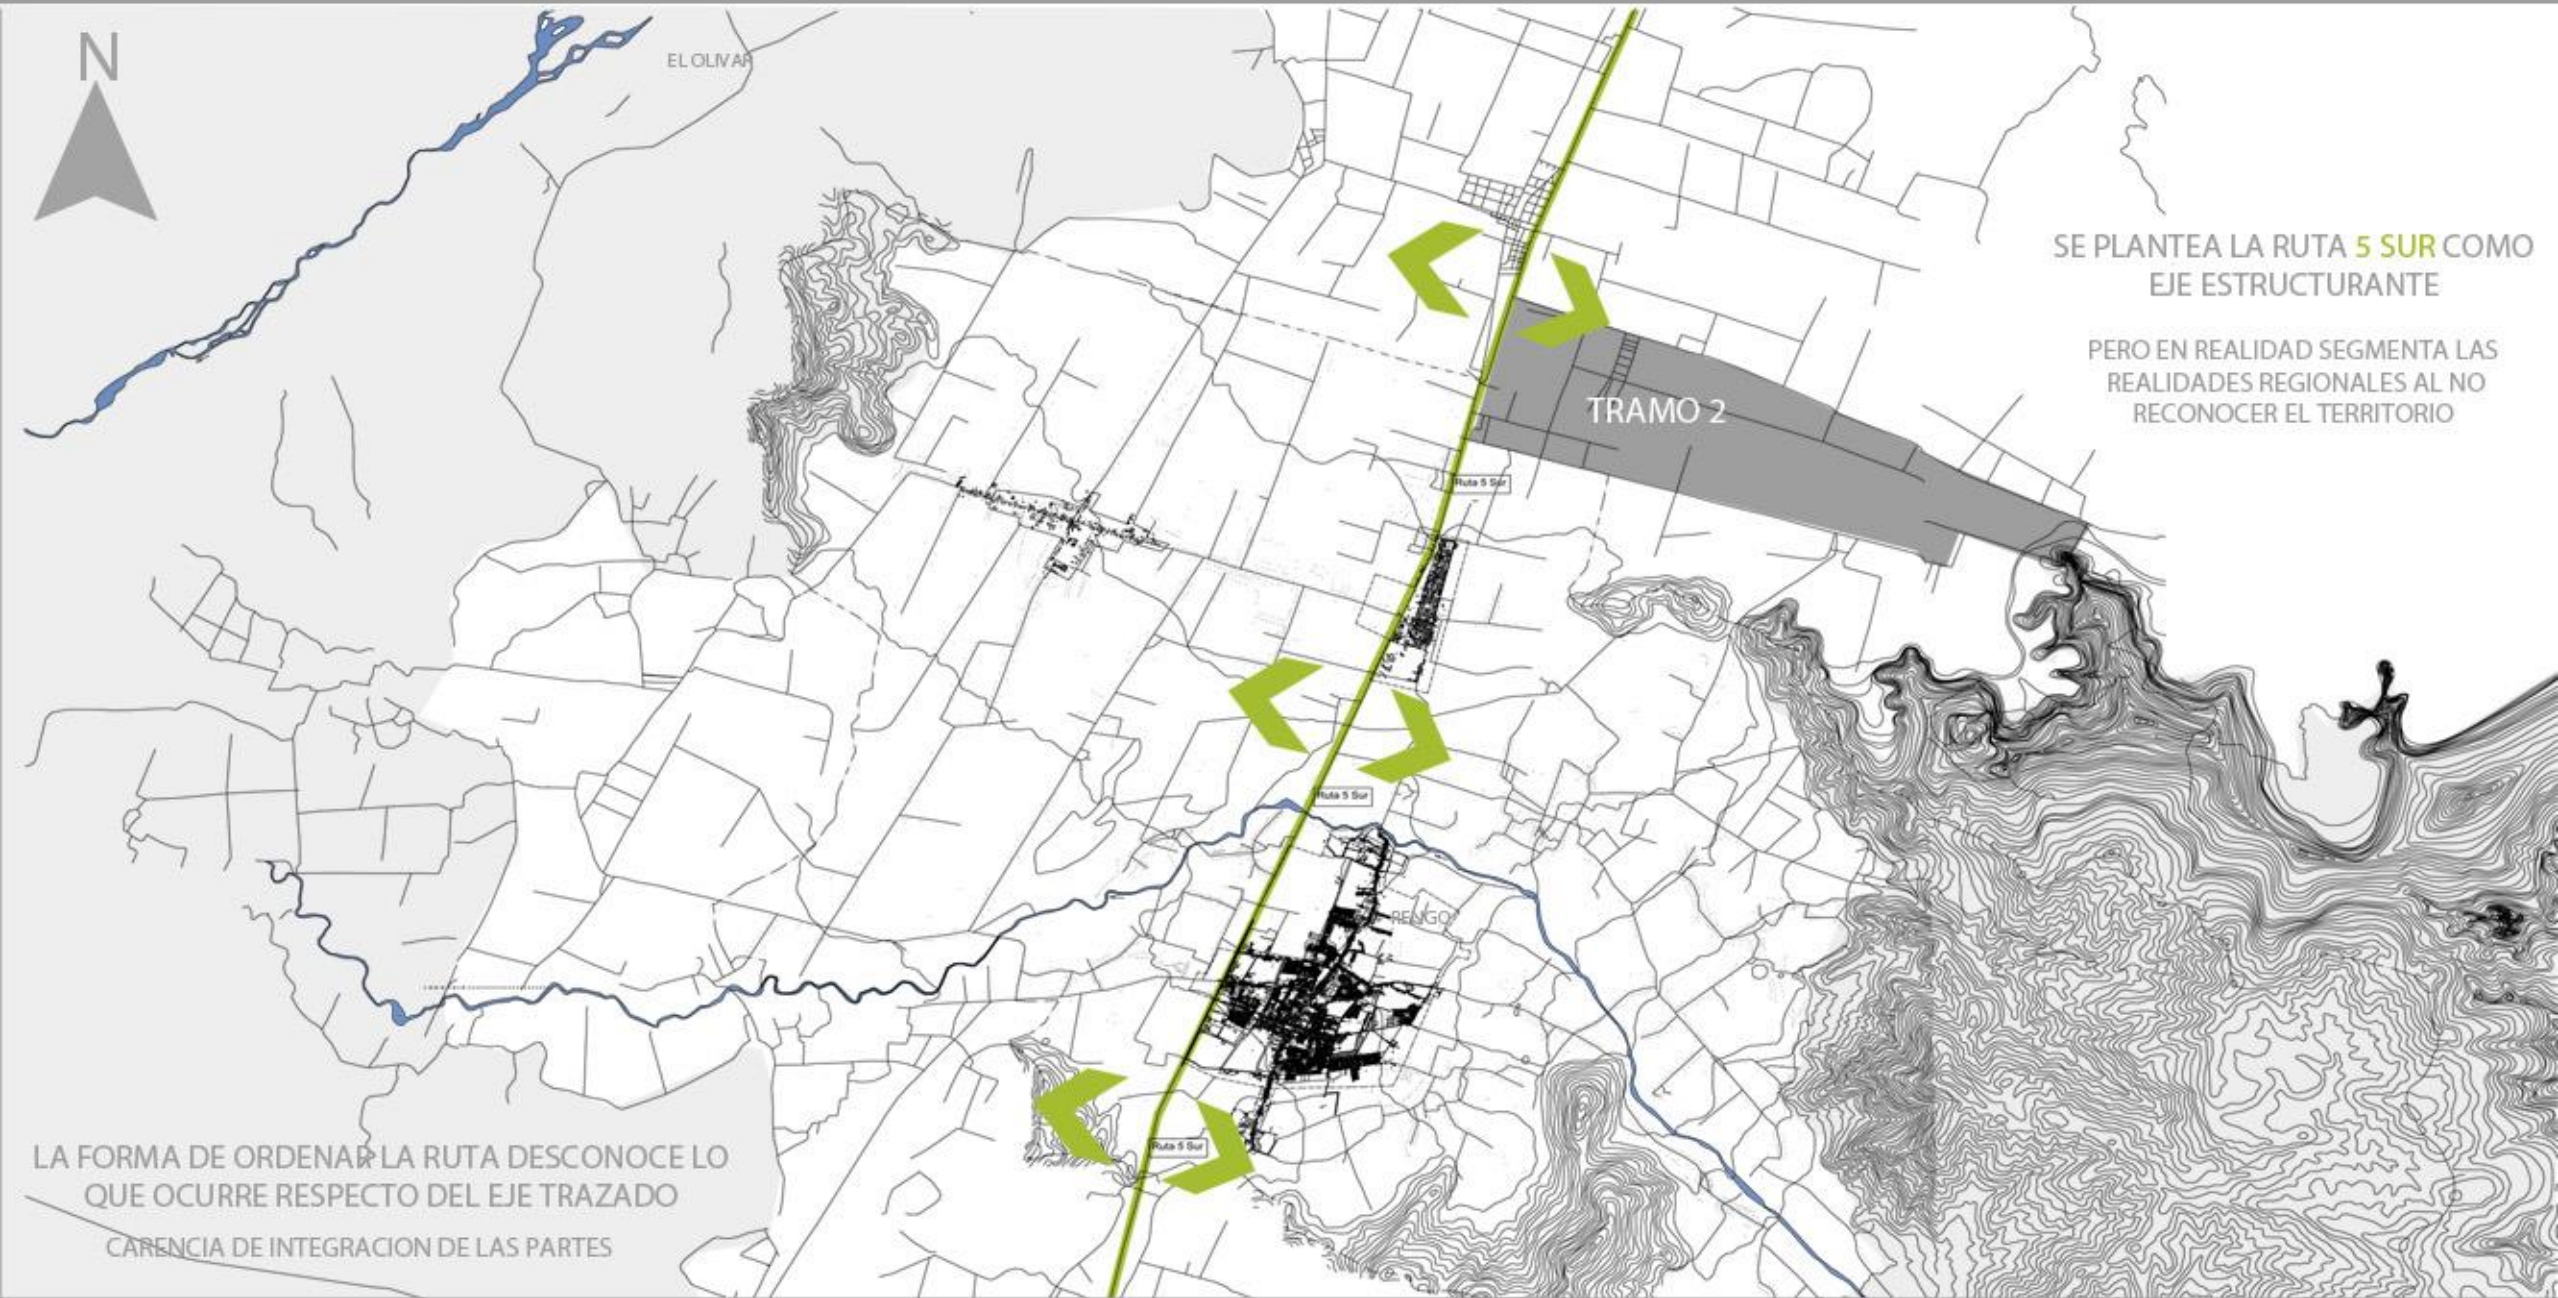 N
EL OLIVAR
SE PLANTEA LA RUTA 5 SUR COMO
EJE ESTRUCTURANTE
PERO EN REALIDAD SEGMENTA LAS
REALIDADES REGIONALES AL NO
RECONOCER EL TERRITORIO
TRAMO 2
Ruta 5 Sur
Ruta 5 Sur
RENGO
Ruta 5 Sur
LA FORMA DE ORDENAR LA RUTA DESCONOCE LO
QUE OCURRE RESPECTO DEL EJE TRAZADO
CARENCIA DE INTEGRACION DE LAS PARTES